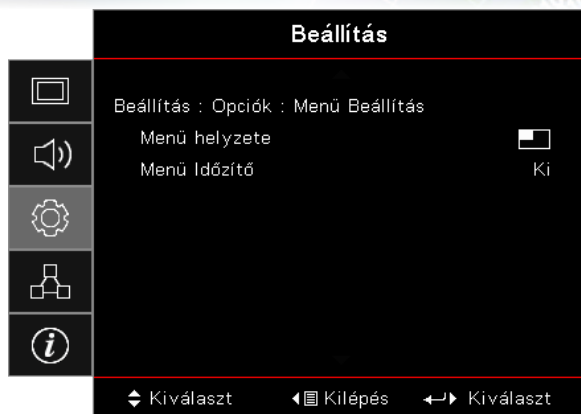 Beállítás
Beállítás : Opciók : Menü Beállítás
Menü helyzete
Menü Időzítő Ki
Kiválaszt Kilépés Kiválaszt